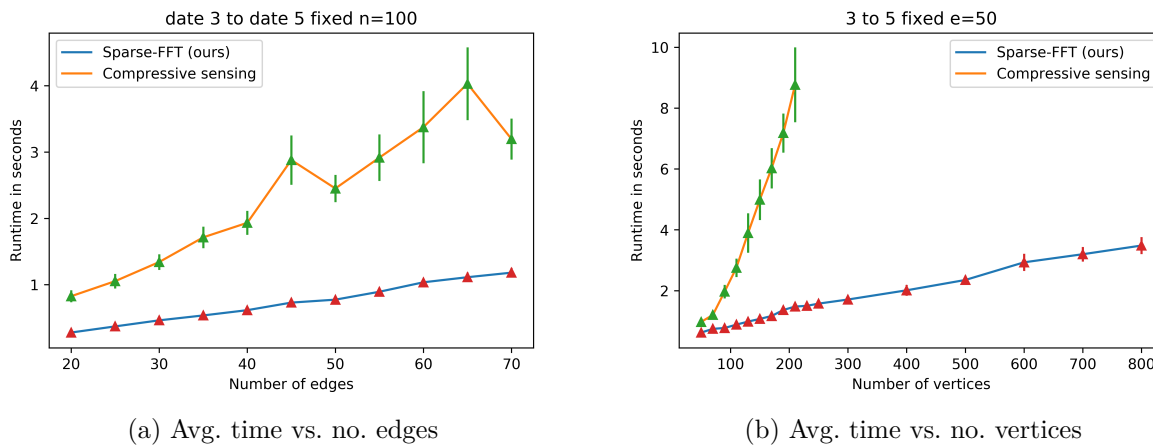 date 3 to date 5 fixed n=100
Sparse-FFT (ours)
Compressive sensing
Runtime in seconds
4
3
2
1
20 30 40 50 60 70
Number of edges
(a) Avg. time vs. no. edges
3 to 5 fixed e=50
Sparse-FFT (ours)
Compressive sensing
Runtime in seconds
10
8
6
4
2
100 200 300 400 500 600 700 800
Number of vertices
(b) Avg. time vs. no. vertices